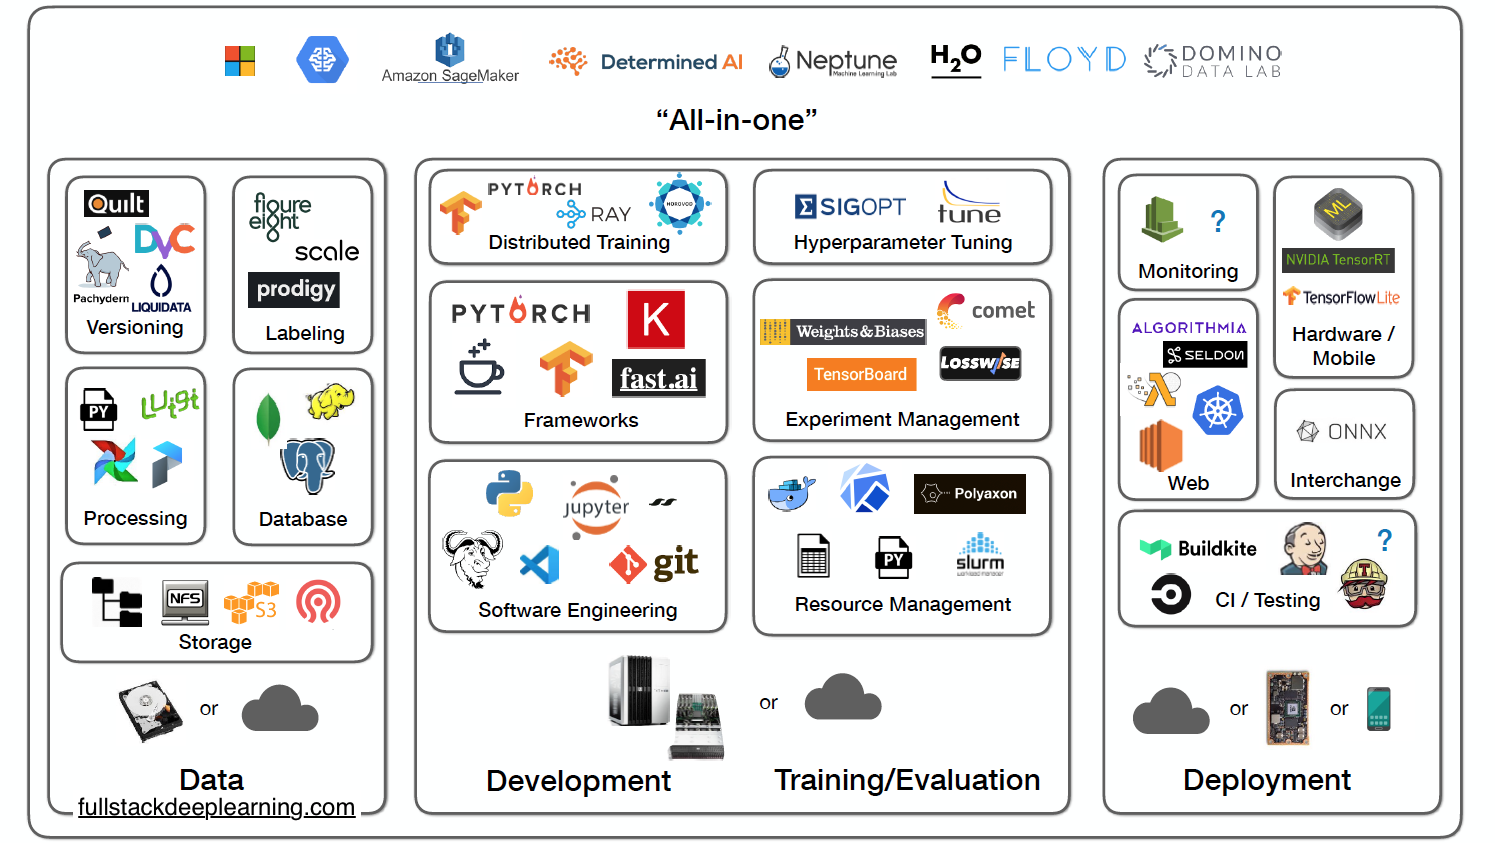 Amazon SageMaker
Determined AI
Neptune
Machine Learning Lab
H2O
FLOYD
DOMINO
DATA LAB
“All-in-one”
Quilt
DVC
Pachydern
LIQUIDATA
Versioning
figure
eight
scale
prodigy
Labeling
PY
Luigi
Processing
Database
NFS
S3
Storage
or
Data
fullstackdeeplearning.com
PYTORCH
RAY
HOROVOD
Distributed Training
SIGOPT
tune
Hyperparameter Tuning
PYTORCH
K
fast.ai
Frameworks
Weights & Biases
comet
TensorBoard
LOSSWISE
Experiment Management
jupyter
git
Software Engineering
Polyaxon
PY
slurm
workload manager
Resource Management
or
Development
Training/Evaluation
?
Monitoring
ML
NVIDIA TensorRT
TensorFlow Lite
Hardware /
Mobile
ALGORITHMIA
SELDON
Web
ONNX
Interchange
Buildkite
?
T
CI / Testing
or
or
Deployment